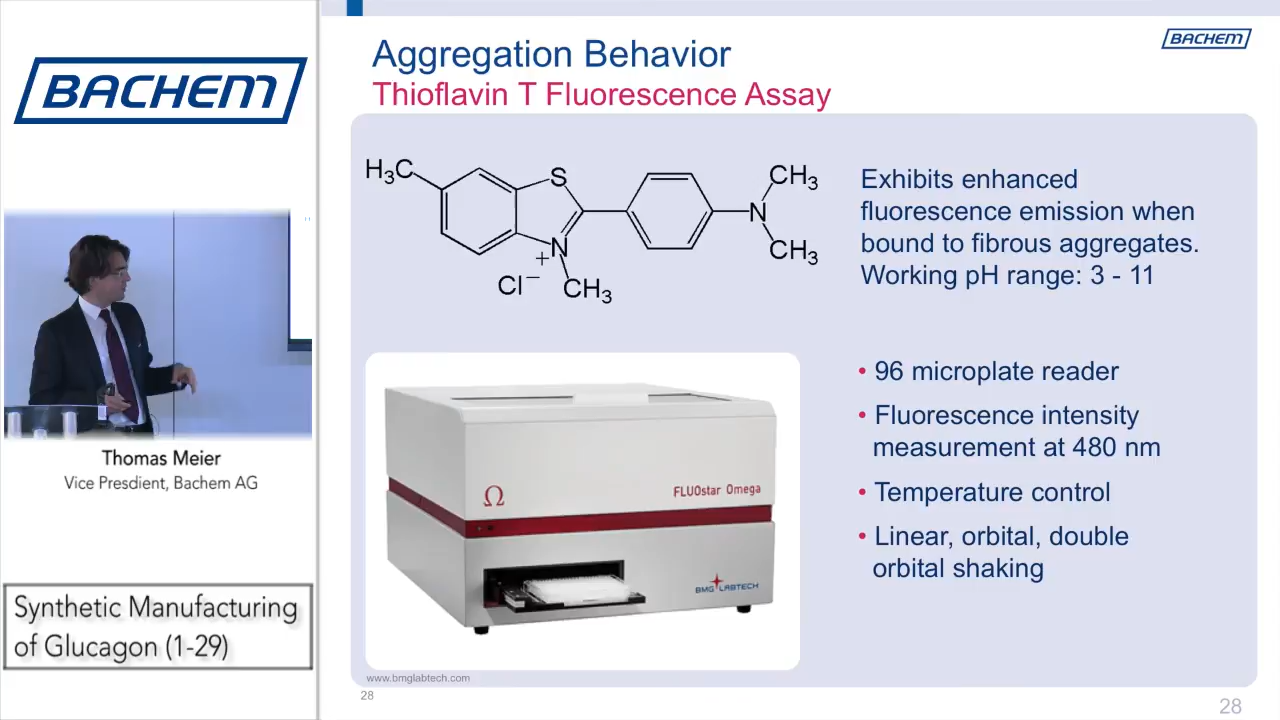 BACHEM
Thomas Meier
Vice Presdient, Bachem AG
Synthetic Manufacturing
of Glucagon (1-29)
BACHEM
Aggregation Behavior
Thioflavin T Fluorescence Assay
H₃C
S
N
+
Cl⁻
CH₃
N
CH₃
CH₃
Exhibits enhanced
fluorescence emission when
bound to fibrous aggregates.
Working pH range: 3 - 11
Ω
FLUOstar Omega
BMG LABTECH
• 96 microplate reader
• Fluorescence intensity
measurement at 480 nm
• Temperature control
• Linear, orbital, double
orbital shaking
www.bmglabtech.com
28
28